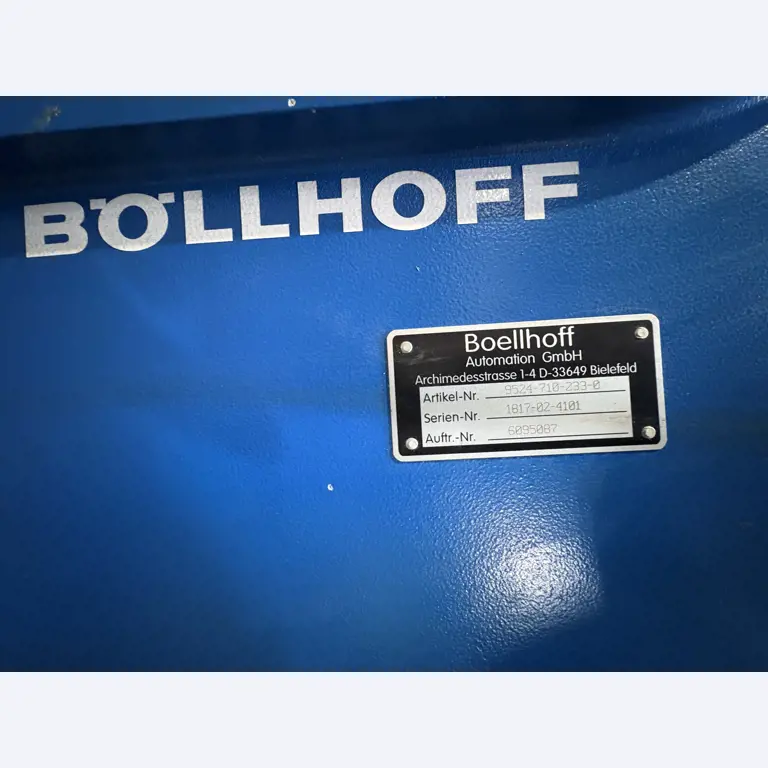 BÖLLHOFF
Boellhoff
Automation GmbH
Archimedesstrasse 1-4 D-33649 Bielefeld
Artikel-Nr. 9524-710-233-0
Serien-Nr. 1817-02-4101
Auftr.-Nr. 6095087